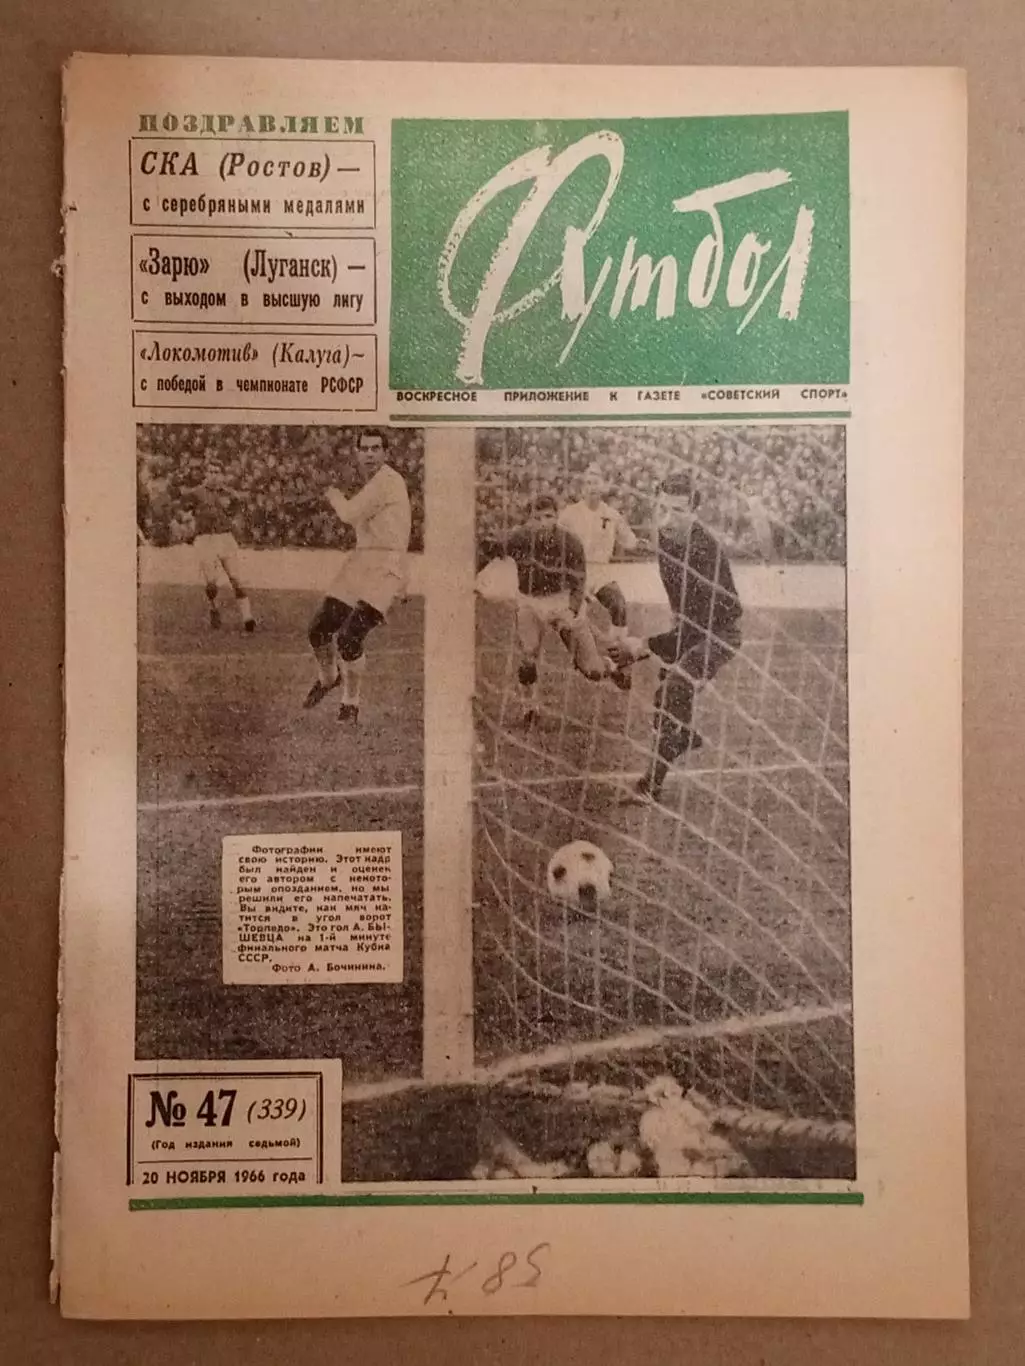 ПОЗДРАВЛЯЕМ
СКА (Ростов) —
с серебряными медалями
«Зарю» (Луганск) —
с выходом в высшую лигу
«Локомотив» (Калуга) —
с победой в чемпионате РСФСР
Футбол
ВОСКРЕСНОЕ ПРИЛОЖЕНИЕ К ГАЗЕТЕ «СОВЕТСКИЙ СПОРТ»
Т
Фотографии имеют
свою историю. Этот кадр
был найден и оценен
его автором с некото-
рым опозданием, но мы
решили его напечатать.
Вы видите, как мяч ка-
тится в угол ворот
«Торпедо». Это гол А. БЫ-
ШЕВЦА на 1-й минуте
финального матча Кубка
СССР.
Фото А. Бочинина.
№ 47 (339)
(Год издания седьмой)
20 НОЯБРЯ 1966 года